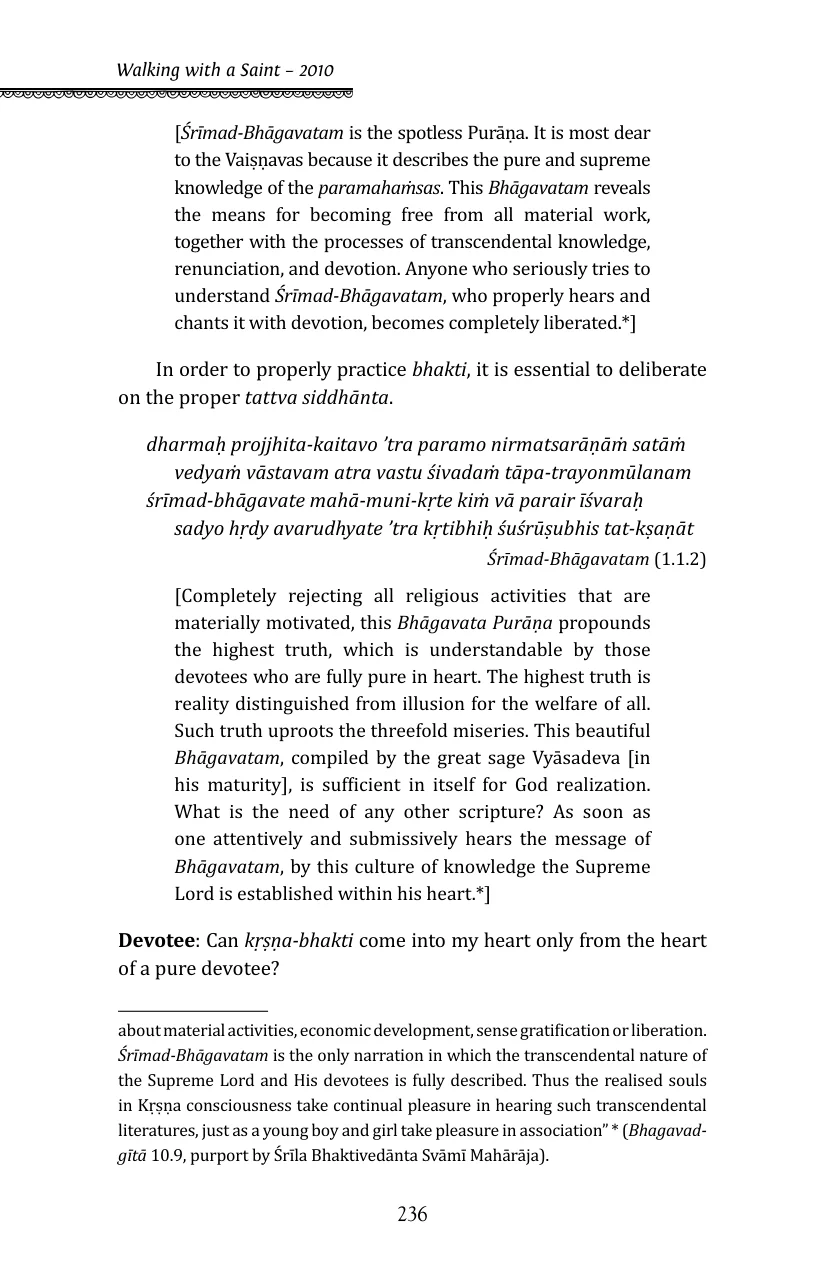 Walking with a Saint – 2010
[Śrīmad-Bhāgavatam is the spotless Purāṇa. It is most dear
to the Vaiṣṇavas because it describes the pure and supreme
knowledge of the paramahaṁsas. This Bhāgavatam reveals
the means for becoming free from all material work,
together with the processes of transcendental knowledge,
renunciation, and devotion. Anyone who seriously tries to
understand Śrīmad-Bhāgavatam, who properly hears and
chants it with devotion, becomes completely liberated.*]
In order to properly practice bhakti, it is essential to deliberate
on the proper tattva siddhānta.
dharmaḥ projjhita-kaitavo ’tra paramo nirmatsarāṇāṁ satāṁ
vedyaṁ vāstavam atra vastu śivadaṁ tāpa-trayonmūlanam
śrīmad-bhāgavate mahā-muni-kṛte kiṁ vā parair īśvaraḥ
sadyo hṛdy avarudhyate ’tra kṛtibhiḥ śuśrūṣubhis tat-kṣaṇāt
Śrīmad-Bhāgavatam (1.1.2)
[Completely rejecting all religious activities that are
materially motivated, this Bhāgavata Purāṇa propounds
the highest truth, which is understandable by those
devotees who are fully pure in heart. The highest truth is
reality distinguished from illusion for the welfare of all.
Such truth uproots the threefold miseries. This beautiful
Bhāgavatam, compiled by the great sage Vyāsadeva [in
his maturity], is sufficient in itself for God realization.
What is the need of any other scripture? As soon as
one attentively and submissively hears the message of
Bhāgavatam, by this culture of knowledge the Supreme
Lord is established within his heart.*]
Devotee: Can kṛṣṇa-bhakti come into my heart only from the heart
of a pure devotee?
about material activities, economic development, sense gratification or liberation.
Śrīmad-Bhāgavatam is the only narration in which the transcendental nature of
the Supreme Lord and His devotees is fully described. Thus the realised souls
in Kṛṣṇa consciousness take continual pleasure in hearing such transcendental
literatures, just as a young boy and girl take pleasure in association” * (Bhagavad-
gītā 10.9, purport by Śrīla Bhaktivedānta Svāmī Mahārāja).
236